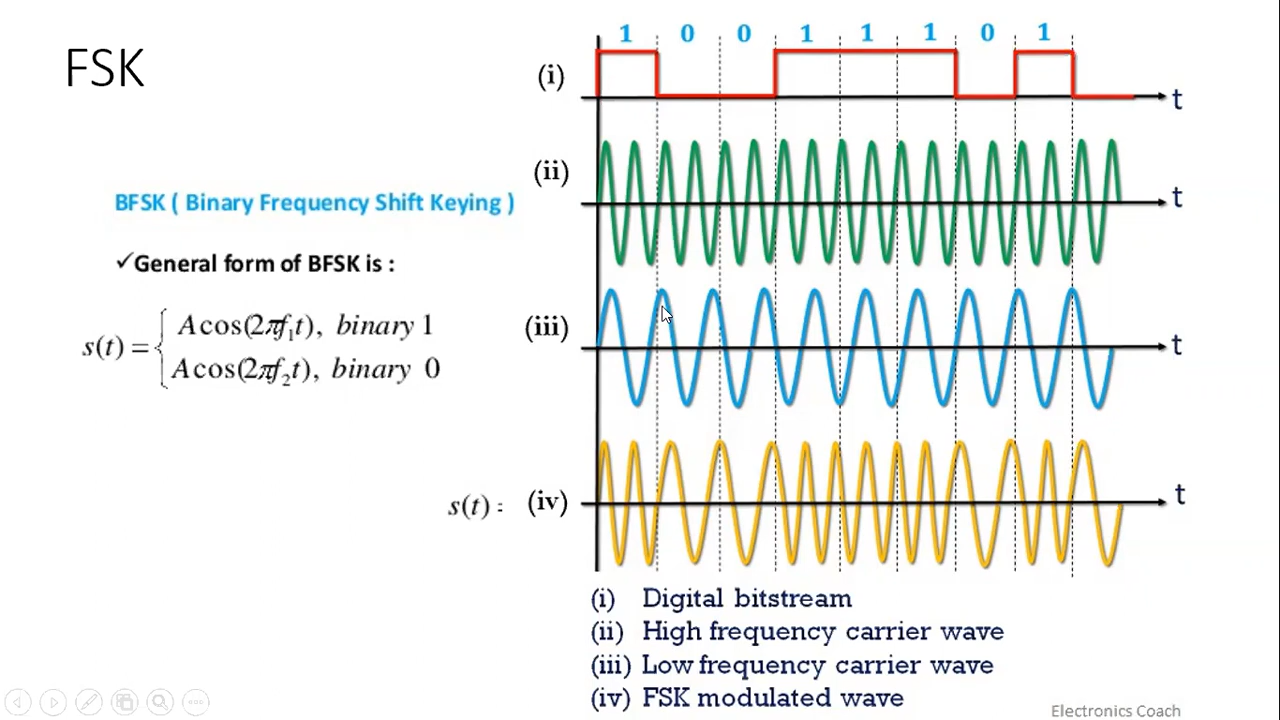 FSK
BFSK ( Binary Frequency Shift Keying )
✓General form of BFSK is :
s(t) = { Acos(2πf₁t), binary 1
Acos(2πf₂t), binary 0
1 0 0 1 1 1 0 1
(i) t
(ii) t
(iii) t
s(t) : (iv) t
(i) Digital bitstream
(ii) High frequency carrier wave
(iii) Low frequency carrier wave
(iv) FSK modulated wave
Electronics Coach